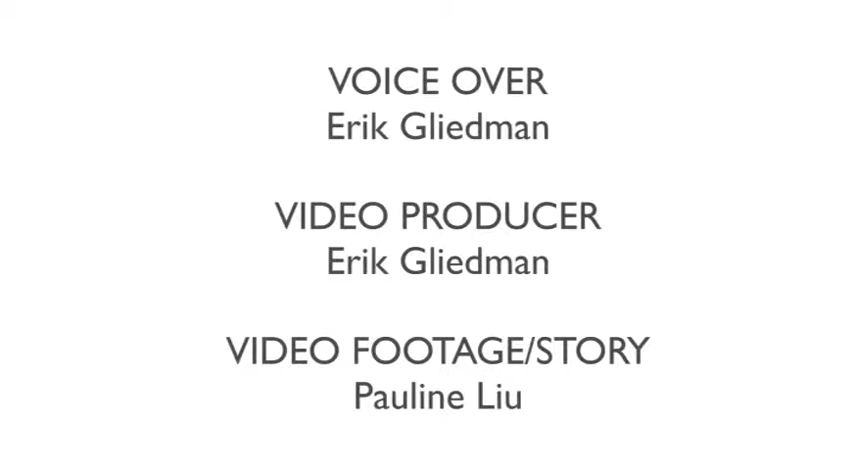 VOICE OVER
Erik Gliedman
VIDEO PRODUCER
Erik Gliedman
VIDEO FOOTAGE/STORY
Pauline Liu